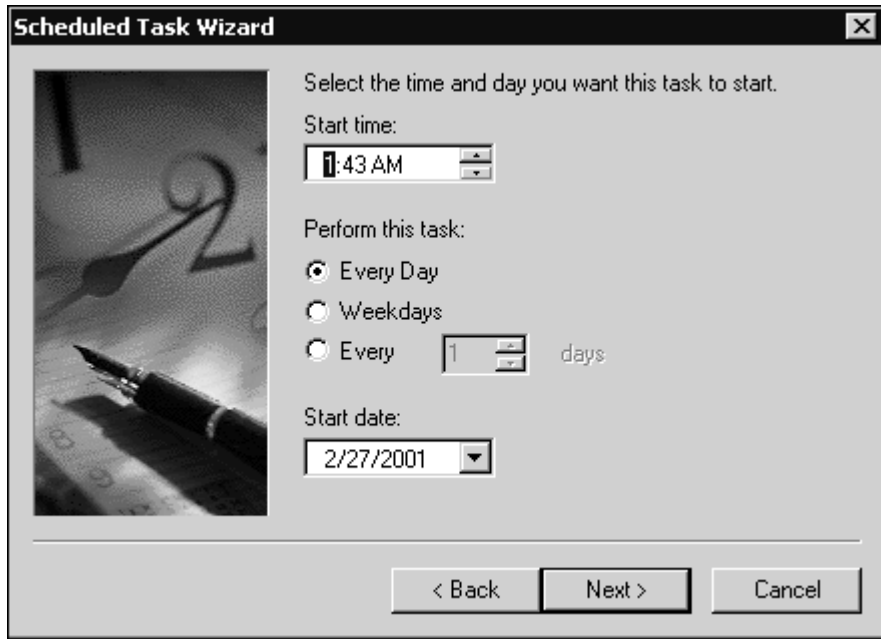 Scheduled Task Wizard
Select the time and day you want this task to start.
Start time:
1:43 AM
Perform this task:
Every Day
Weekdays
Every 1 days
Start date:
2/27/2001
< Back Next > Cancel
2